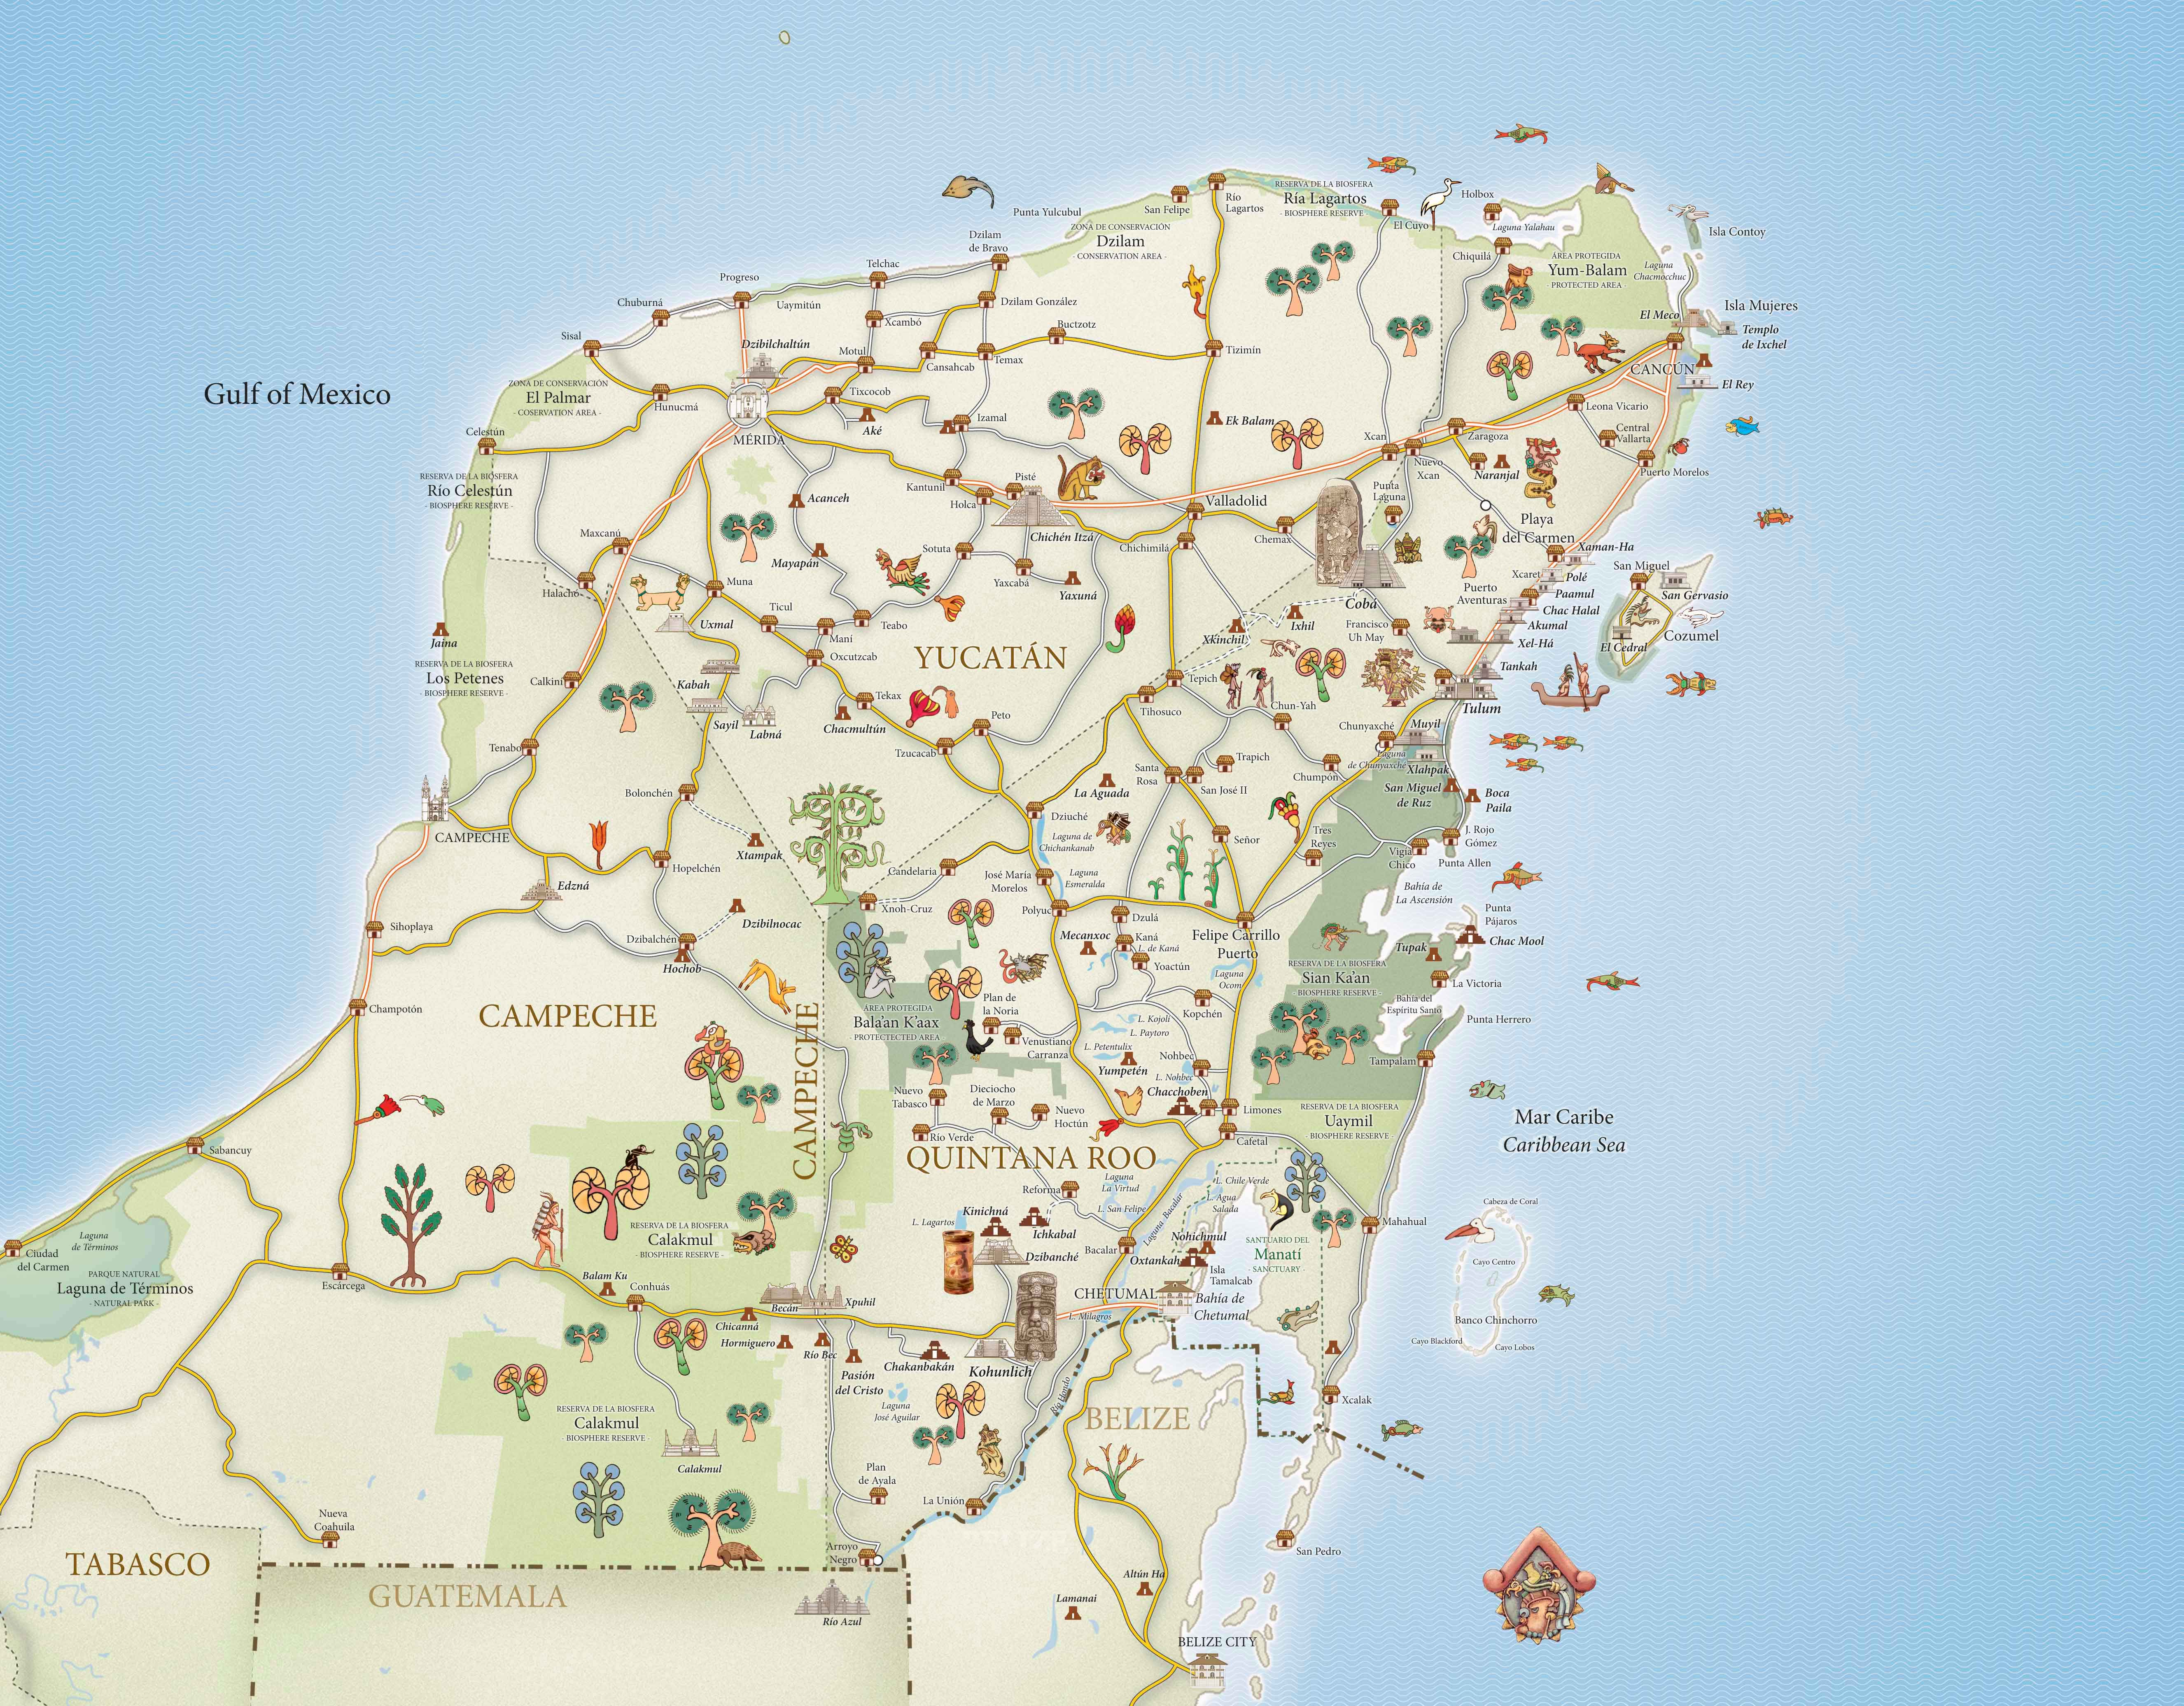 RESERVA DE LA BIOSFERA
Ría Lagartos
- BIOSPHERE RESERVE -
Río
Lagartos
San Felipe
Punta Yulcubul
ZONA DE CONSERVACIÓN
Dzilam
- CONSERVATION AREA -
El Cuyo
Holbox
Laguna Yalahau
Isla Contoy
Chiquilá
ÁREA PROTEGIDA
Yum-Balam
PROTECTED AREA
Laguna
Chacmocchuc
Dzilam
de Bravo
Telchac
Progreso
Uaymitún
Chuburná
Sisal
Xcambó
Dzilam González
Buctzotz
Temax
Cansahcab
Motul
Dzibilchaltún
Tizimín
El Meco
Isla Mujeres
Templo
de Ixchel
CANCÚN
El Rey
Gulf of Mexico
ZONA DE CONSERVACIÓN
El Palmar
- COSERVATION AREA -
Hunucmá
MÉRIDA
Tixcocob
Aké
Izamal
Ek Balam
Leona Vicario
Central
Vallarta
Puerto Morelos
Zaragoza
Xcan
Nuevo
Xcan
Naranjal
Celestún
RESERVA DE LA BIOSFERA
Río Celestún
- BIOSPHERE RESERVE -
Acanceh
Kantunil
Holca
Pisté
Chichén Itzá
Valladolid
Chichimilá
Chemax
Punta
Laguna
Cobá
Playa
del Carmen
Xaman-Ha
Xcaret
Polé
Puerto
Aventuras
Paamul
Chac Halal
Akumal
Xel-Há
San Miguel
San Gervasio
Cozumel
El Cedral
Maxcanú
Halachó
Mayapán
Sotuta
Yaxcabá
Yaxuná
Muna
Ticul
Teabo
Maní
Oxcutzcab
Uxmal
Kabah
Sayil
Labná
YUCATÁN
Xkinchil
Ixhil
Francisco
Uh May
Tankah
Tulum
Jaina
RESERVA DE LA BIOSFERA
Los Petenes
- BIOSPHERE RESERVE -
Calkiní
Tekax
Chacmultún
Peto
Tzucacab
Tepich
Tihosuco
Chun-Yah
Chunyaxché
Muyil
Laguna
de Chunyaxché
Xlahpak
Tenabo
Bolonchén
Santa
Rosa
Trapich
San José II
Chumpón
San Miguel
de Ruz
Boca
Paila
La Aguada
CAMPECHE
Xtampak
Hopelchén
Dziuché
Laguna de
Chichankanab
Señor
Tres
Reyes
Vigía
Chico
J. Rojo
Gómez
Punta Allen
Edzná
Candelaria
José María
Morelos
Laguna
Esmeralda
Bahía de
La Ascensión
Xnoh-Cruz
Polyuc
Dzulá
Felipe Carrillo
Puerto
Punta
Pájaros
Chac Mool
Tupak
Sihoplaya
Dzibilnocac
Dzibalchén
Hochob
Mecanxoc
Kaná
L. de Kaná
Yoactún
Laguna
Ocom
RESERVA DE LA BIOSFERA
Sian Ka'an
- BIOSPHERE RESERVE -
La Victoria
Bahía del
Espíritu Santo
Punta Herrero
Champotón
CAMPECHE
CAMPECHE
ÁREA PROTEGIDA
Bala'an K'aax
- PROTECTECTED AREA
Plan de
la Noria
Venustiano
Carranza
Kopchén
L. Kojoli
L. Paytoro
L. Petentulix
Yumpetén
Nohbec
L. Nohbec
Tampalam
Nuevo
Tabasco
Dieciocho
de Marzo
Nuevo
Hoctún
Río Verde
Chacchoben
Limones
Cafetal
RESERVA DE LA BIOSFERA
Uaymil
- BIOSPHERE RESERVE -
Mar Caribe
Caribbean Sea
Sabancuy
QUINTANA ROO
Reforma
Laguna
La Virtud
L. San Felipe
Laguna Bacalar
L. Chile Verde
L. Agua
Salada
Mahahual
Cabeza de Coral
Cayo Centro
Banco Chinchorro
Cayo Blackford
Cayo Lobos
Laguna
de Términos
Ciudad
del Carmen
PARQUE NATURAL
Laguna de Términos
- NATURAL PARK -
Escárcega
RESERVA DE LA BIOSFERA
Calakmul
- BIOSPHERE RESERVE -
L. Lagartos
Kinichná
Ichkabal
Dzibanché
Bacalar
Nohichmul
Oxtankah
Isla
Tamalcab
SANTUARIO DEL
Manatí
- SANCTUARY -
Balam Ku
Conhuás
Becán
Xpuhil
Chicanná
Hormiguero
Río Bec
Pasión
del Cristo
Chakanbakán
Kohunlich
CHETUMAL
L. Milagros
Bahía de
Chetumal
Laguna
José Aguilar
Río Hondo
BELIZE
Xcalak
RESERVA DE LA BIOSFERA
Calakmul
- BIOSPHERE RESERVE -
Calakmul
Plan
de Ayala
La Unión
Nueva
Coahuila
Arroyo
Negro
San Pedro
TABASCO
GUATEMALA
Río Azul
Altún Ha
Lamanai
BELIZE CITY